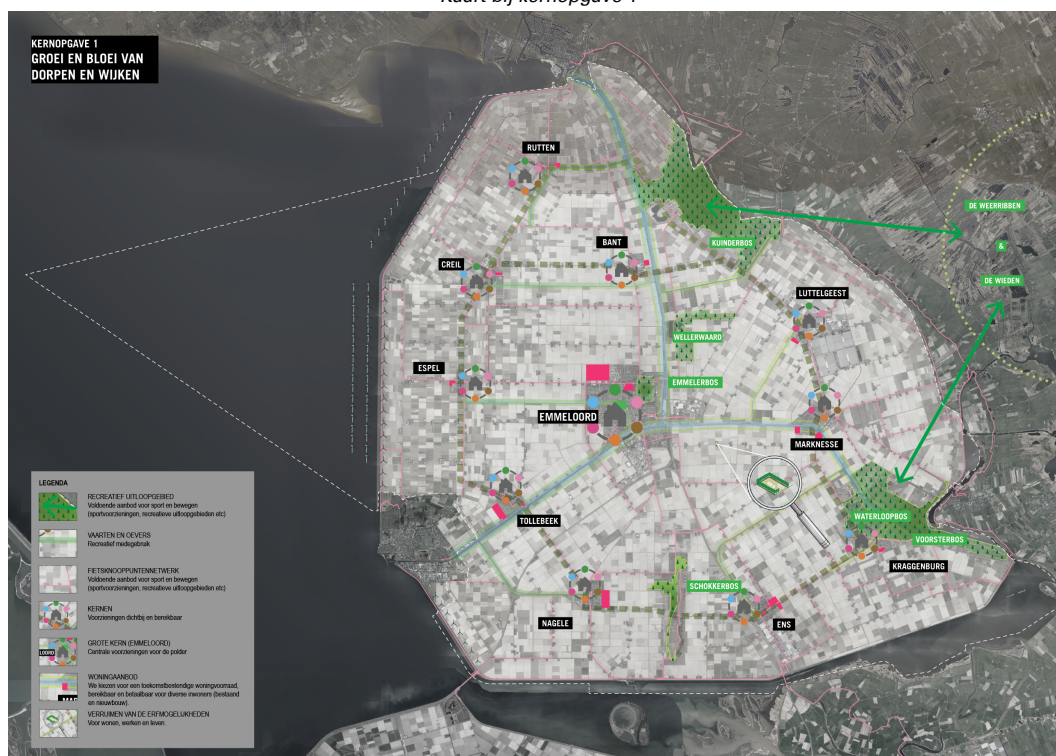 Kaart bij kernopgave 1
KERNOPGAVE 1
GROEI EN BLOEI VAN
DORPEN EN WIJKEN
RUTTEN
DE WEERRIBBEN
&
DE WIEDEN
KUINDERBOS
BANT
CREIL
LUTTELGEEST
WELLERWAARD
ESPEL
EMMELERBOS
EMMELOORD
MARKNESSE
TOLLEBEEK
WATERLOOPBOS
VOORSTERBOS
KRAGGENBURG
SCHOKKERBOS
NAGELE
ENS
LEGENDA
RECREATIEF UITLOOPGEBIED
Voldoende aanbod voor sport en bewegen
(sportvoorzieningen, recreatieve uitloopgebieden etc)
VAARTEN EN OEVERS
Recreatief medegebruik
FIETSKNOOPPUNTENNETWERK
Voldoende aanbod voor sport en bewegen
(sportvoorzieningen, recreatieve uitloopgebieden etc)
KERNEN
Voorzieningen dichtbij en bereikbaar
LOORD
GROTE KERN (EMMELOORD)
Centrale voorzieningen voor de polder
WONINGAANBOD
We kiezen voor een toekomstbestendige woningvoorraad,
bereikbaar en betaalbaar voor diverse inwoners (bestaand
en nieuwbouw).
VERRUIMEN VAN DE ERFMOGELIJKHEDEN
Voor wonen, werken en leven.